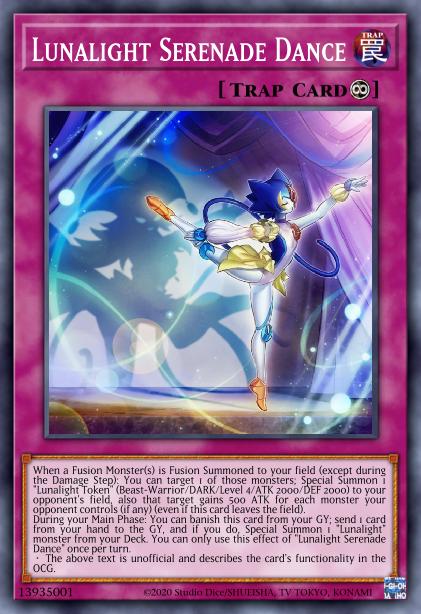 LUNALIGHT SERENADE DANCE
TRAP
罠
[TRAP CARD]
When a Fusion Monster(s) is Fusion Summoned to your field (except during
the Damage Step): You can target 1 of those monsters; Special Summon 1
"Lunalight Token" (Beast-Warrior/DARK/Level 4/ATK 2000/DEF 2000) to your
opponent's field, also that target gains 500 ATK for each monster your
opponent controls (if any) (even if this card leaves the field).
During your Main Phase: You can banish this card from your GY; send 1 card
from your hand to the GY, and if you do, Special Summon 1 "Lunalight"
monster from your Deck. You can only use this effect of "Lunalight Serenade
Dance" once per turn.
· The above text is unofficial and describes the card's functionality in the
OCG.
13935001
©2020 Studio Dice/SHUEISHA, TV TOKYO, KONAMI